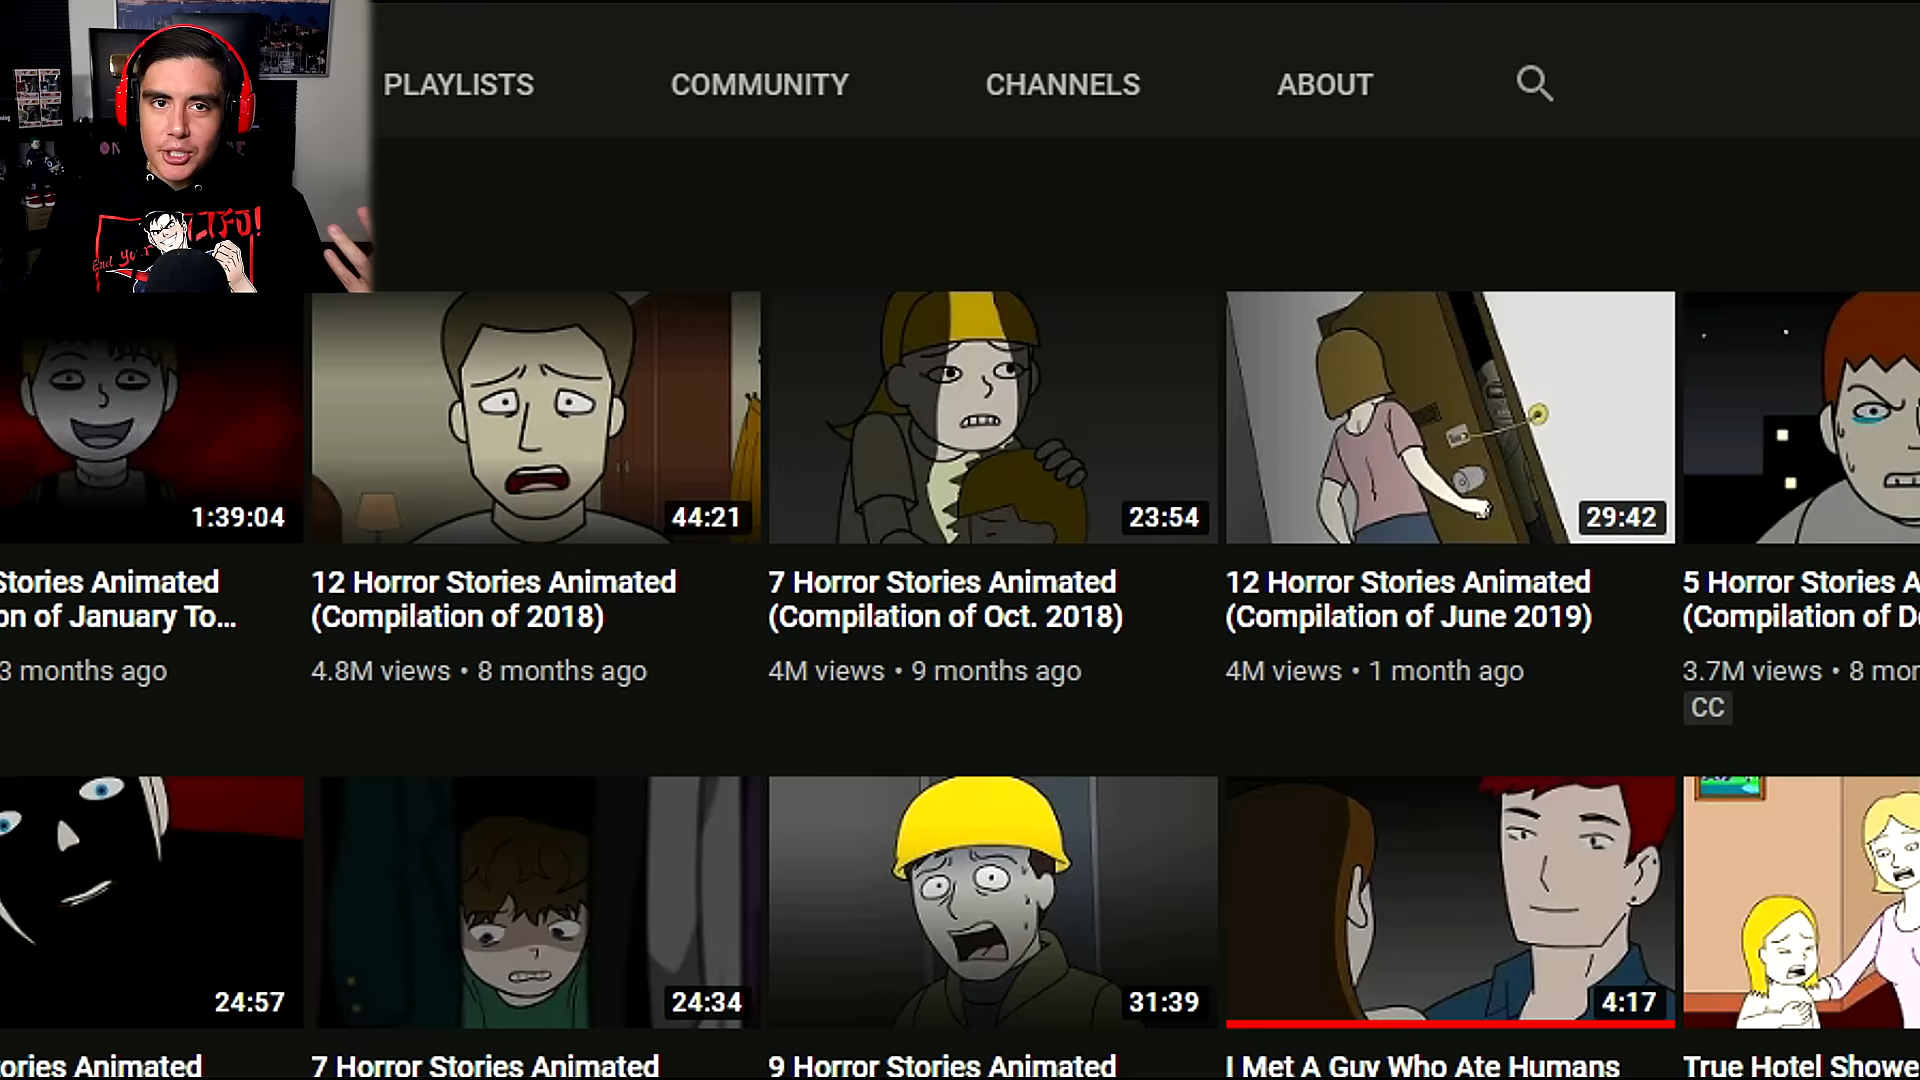 PLAYLISTS COMMUNITY CHANNELS ABOUT
End your
1:39:04 44:21 23:54 29:42
Stories Animated 12 Horror Stories Animated 7 Horror Stories Animated 12 Horror Stories Animated 5 Horror Stories A
on of January To... (Compilation of 2018) (Compilation of Oct. 2018) (Compilation of June 2019) (Compilation of De
3 months ago 4.8M views • 8 months ago 4M views • 9 months ago 4M views • 1 month ago 3.7M views • 8 mon
CC
24:57 24:34 31:39 4:17
ories Animated 7 Horror Stories Animated 9 Horror Stories Animated I Met A Guy Who Ate Humans True Hotel Showe